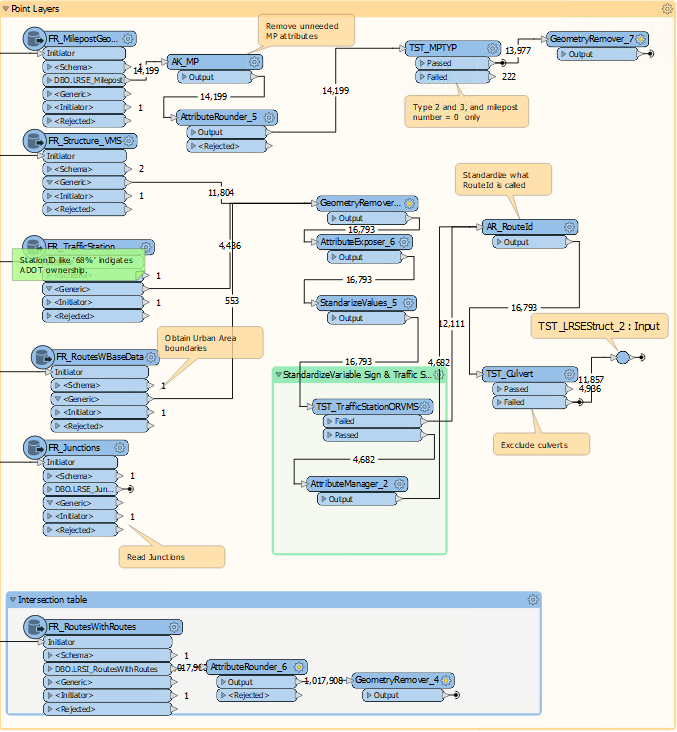 Point Layers
FR_MilepostGeo...
Initiator
<Schema>
1
DBO.LRSE_Milepost
14,199
<Generic>
<Initiator>
1
<Rejected>
Remove unneeded
MP attributes
AK_MP
Output
14,199
AttributeRounder_5
Output
<Rejected>
14,199
TST_MPTYP
Passed
13,977
Failed
222
GeometryRemover_7
Output
Type 2 and 3, and milepost
number = 0 only
FR_Structure_VMS
Initiator
<Schema>
2
<Generic>
11,804
<Initiator>
1
<Rejected>
FR_TrafficStation
StationID like '68%' indigates
ADOT ownership.
<Schema>
1
<Generic>
4,436
<Initiator>
1
<Rejected>
553
Obtain Urban Area
boundaries
FR_RoutesWBaseData
Initiator
<Schema>
1
<Generic>
<Initiator>
1
<Rejected>
FR_Junctions
Initiator
<Schema>
1
DBO.LRSE_Jun...
<Generic>
<Initiator>
1
<Rejected>
Read Junctions
GeometryRemover...
Output
16,793
AttributeExposer_6
Output
16,793
StandarizeValues_5
Output
16,793
StandardizeVariable Sign & Traffic S...
TST_TrafficStationORVMS
Failed
Passed
4,682
AttributeManager_2
Output
4,682
12,111
Standardize what
RouteId is called
AR_RouteId
Output
16,793
TST_LRSEStruct_2 : Input
TST_Culvert
Passed
4,936
Failed
11,857
Excclude culverts
Intersection table
FR_RoutesWithRoutes
Initiator
<Schema>
1
DBO.LRSI_RoutesWithRoutes
<Generic>
<Initiator>
1
<Rejected>
AttributeRounder_6
Output
1,017,908
<Rejected>
GeometryRemover_4
Output